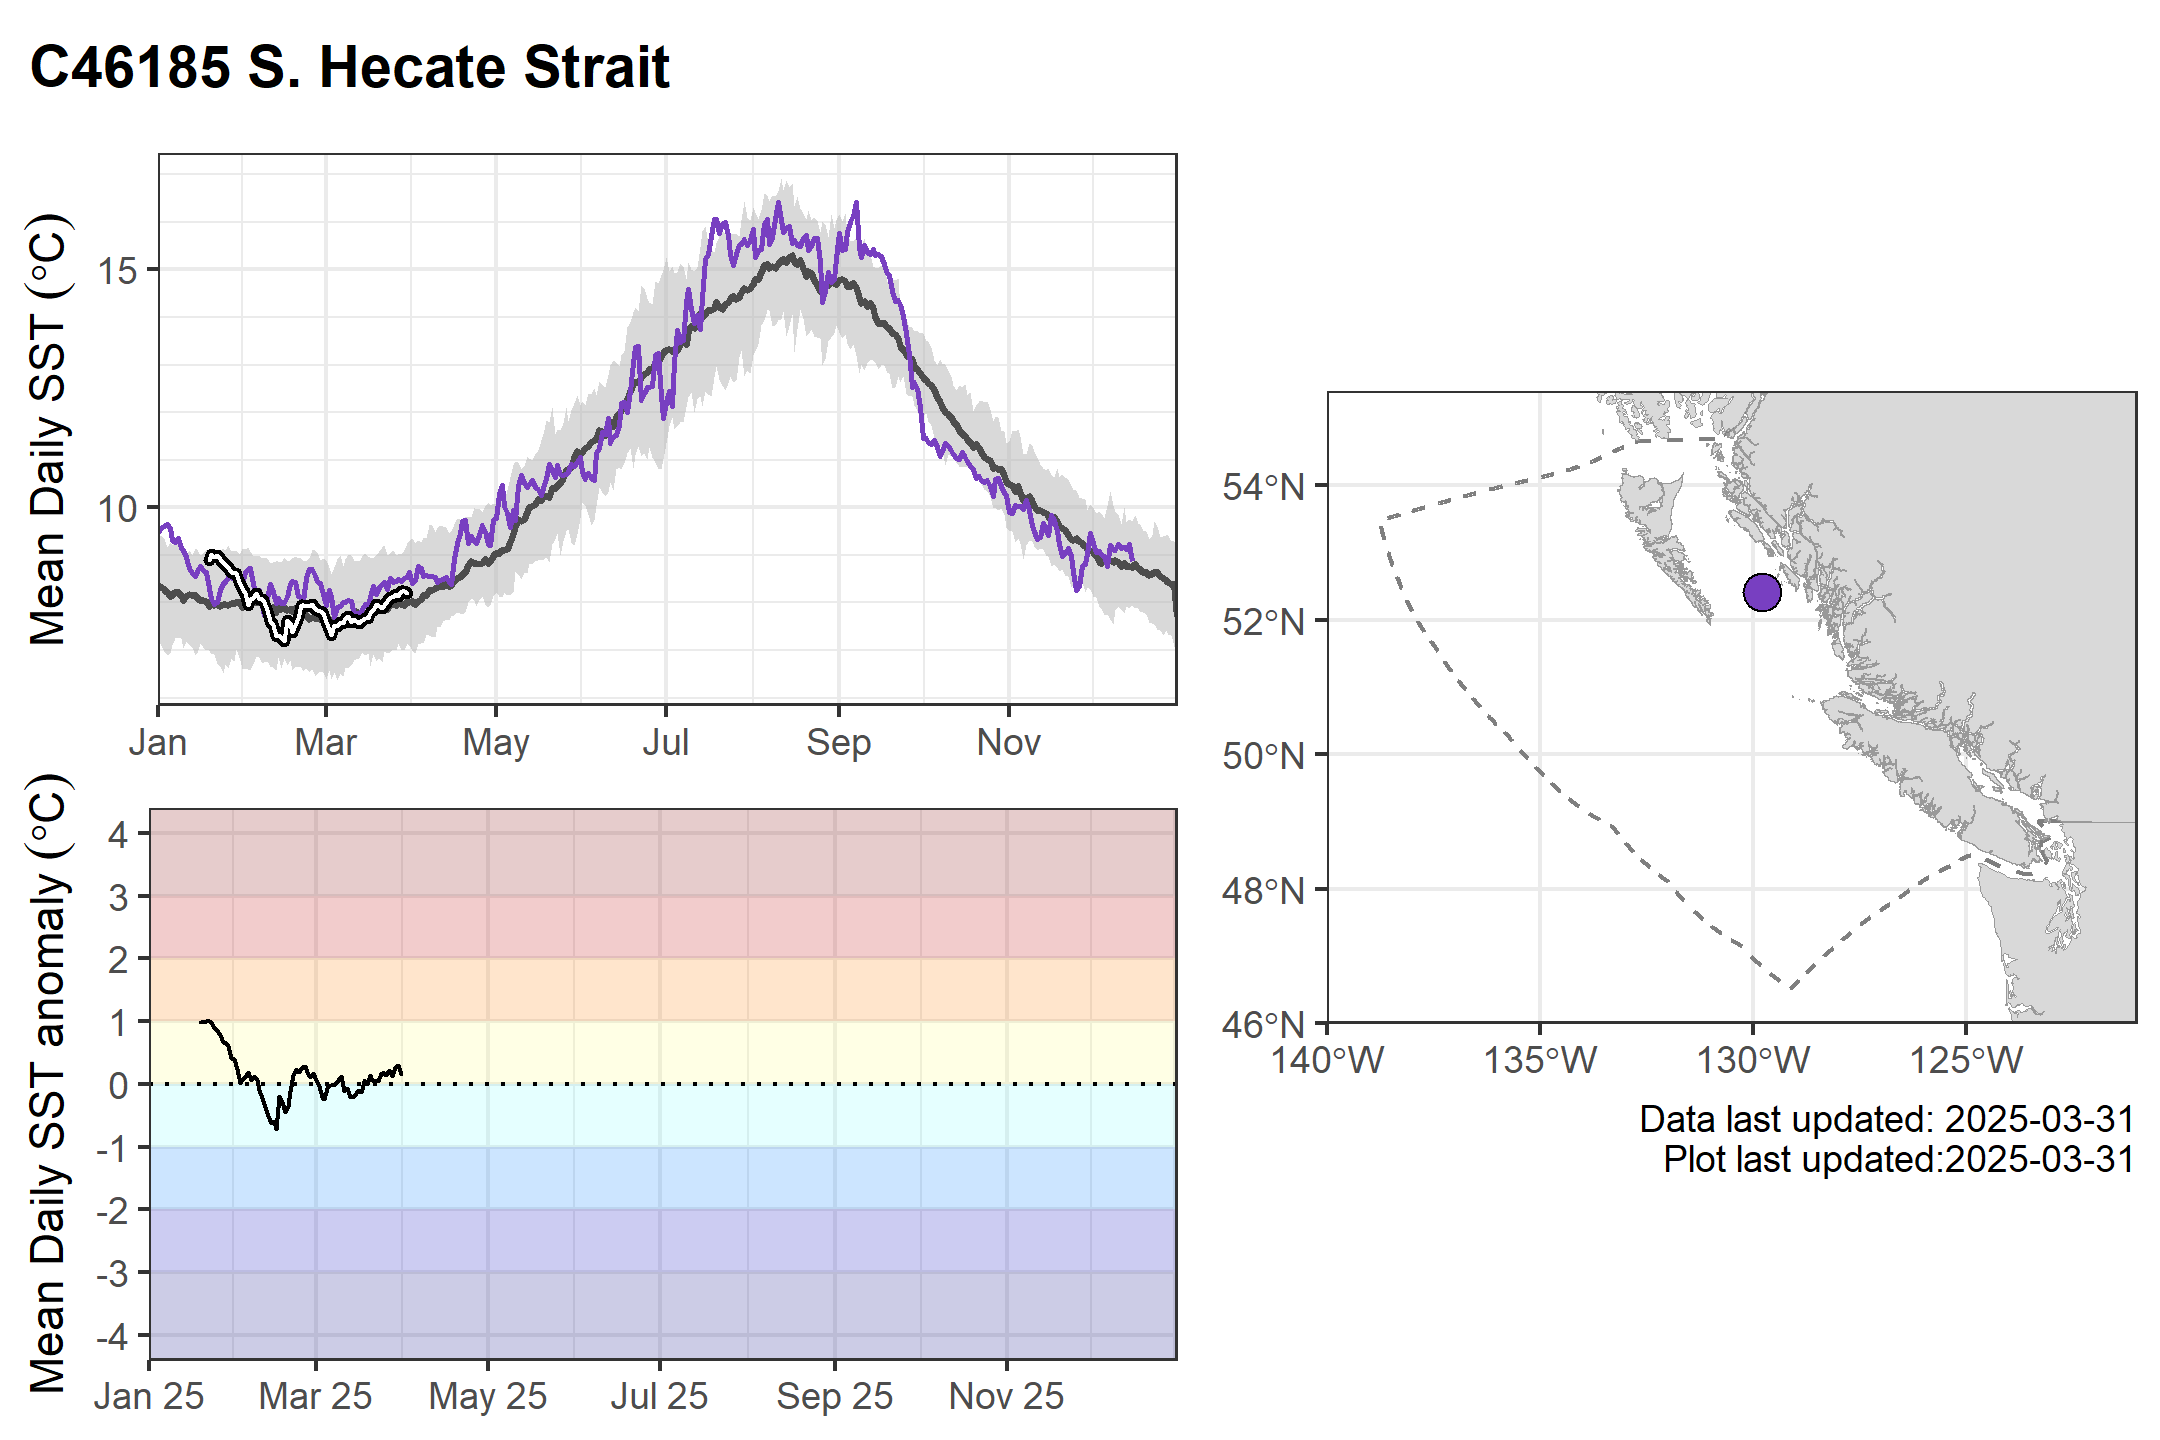 C46185 S. Hecate Strait
Mean Daily SST (°C)
15
10
Jan Mar May Jul Sep Nov
Mean Daily SST anomaly (°C)
4
3
2
1
0
-1
-2
-3
-4
Jan 25 Mar 25 May 25 Jul 25 Sep 25 Nov 25
54°N
52°N
50°N
48°N
46°N
140°W 135°W 130°W 125°W
Data last updated: 2025-03-31
Plot last updated:2025-03-31